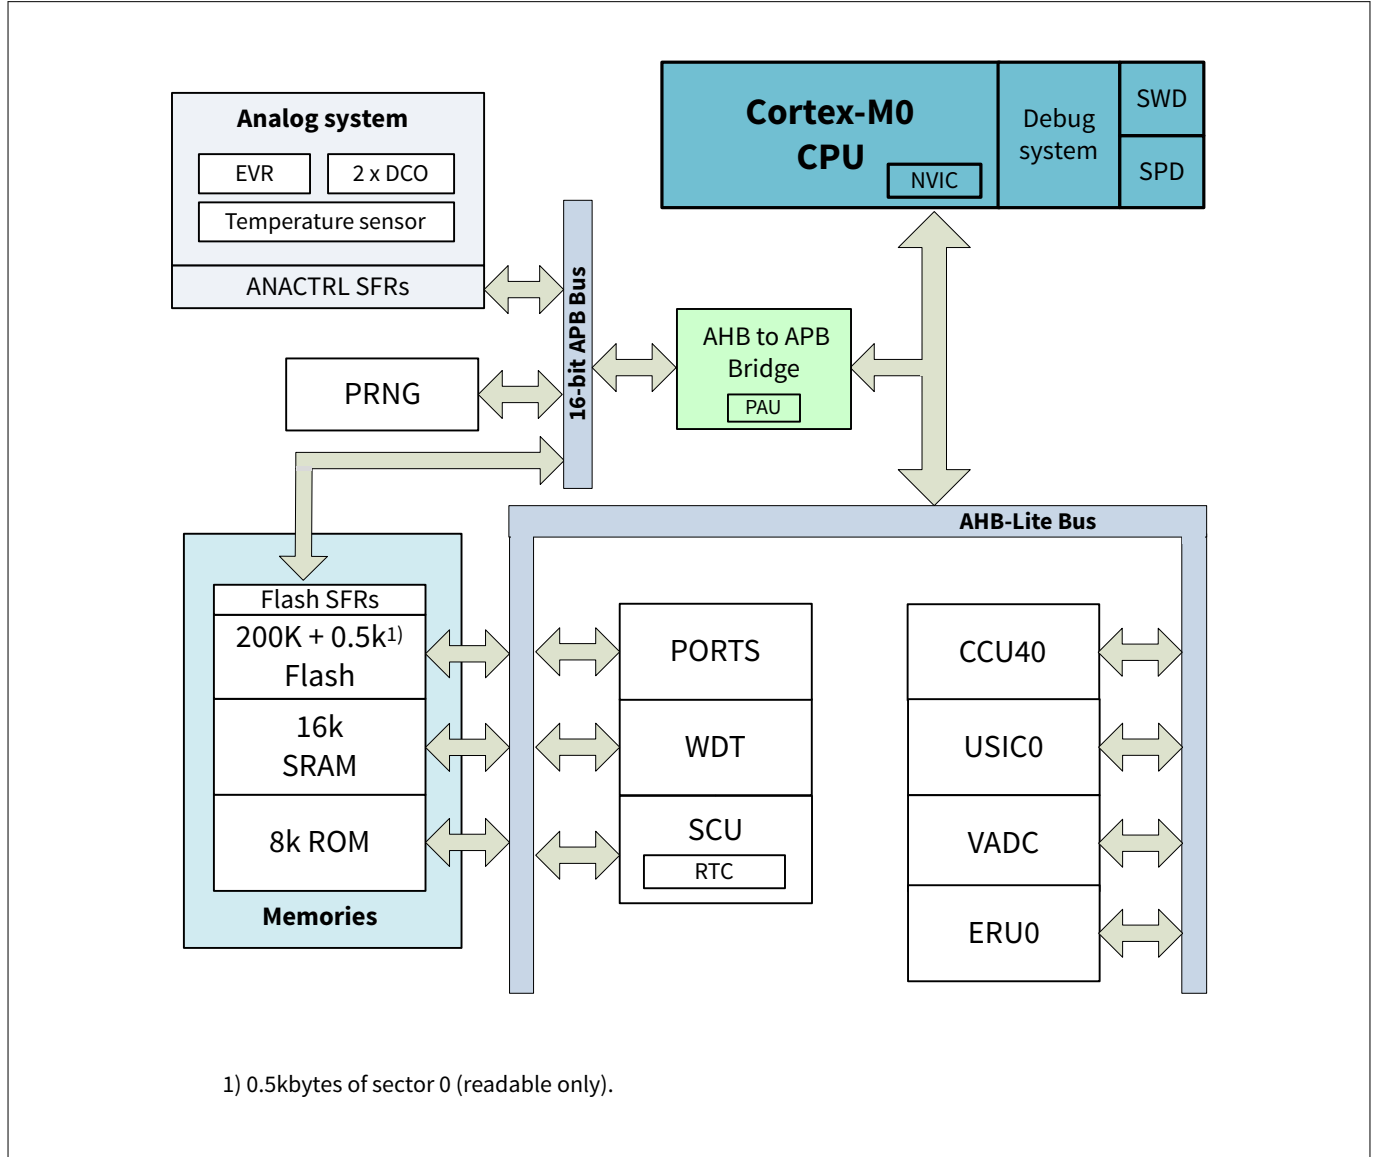 Analog system
EVR
2 x DCO
Temperature sensor
ANACTRL SFRs
Cortex-M0
CPU
NVIC
Debug
system
SWD
SPD
16-bit APB Bus
PRNG
AHB to APB
Bridge
PAU
AHB-Lite Bus
Flash SFRs
200K + 0.5k1)
Flash
16k
SRAM
8k ROM
Memories
PORTS
WDT
SCU
RTC
CCU40
USIC0
VADC
ERU0
1) 0.5kbytes of sector 0 (readable only).